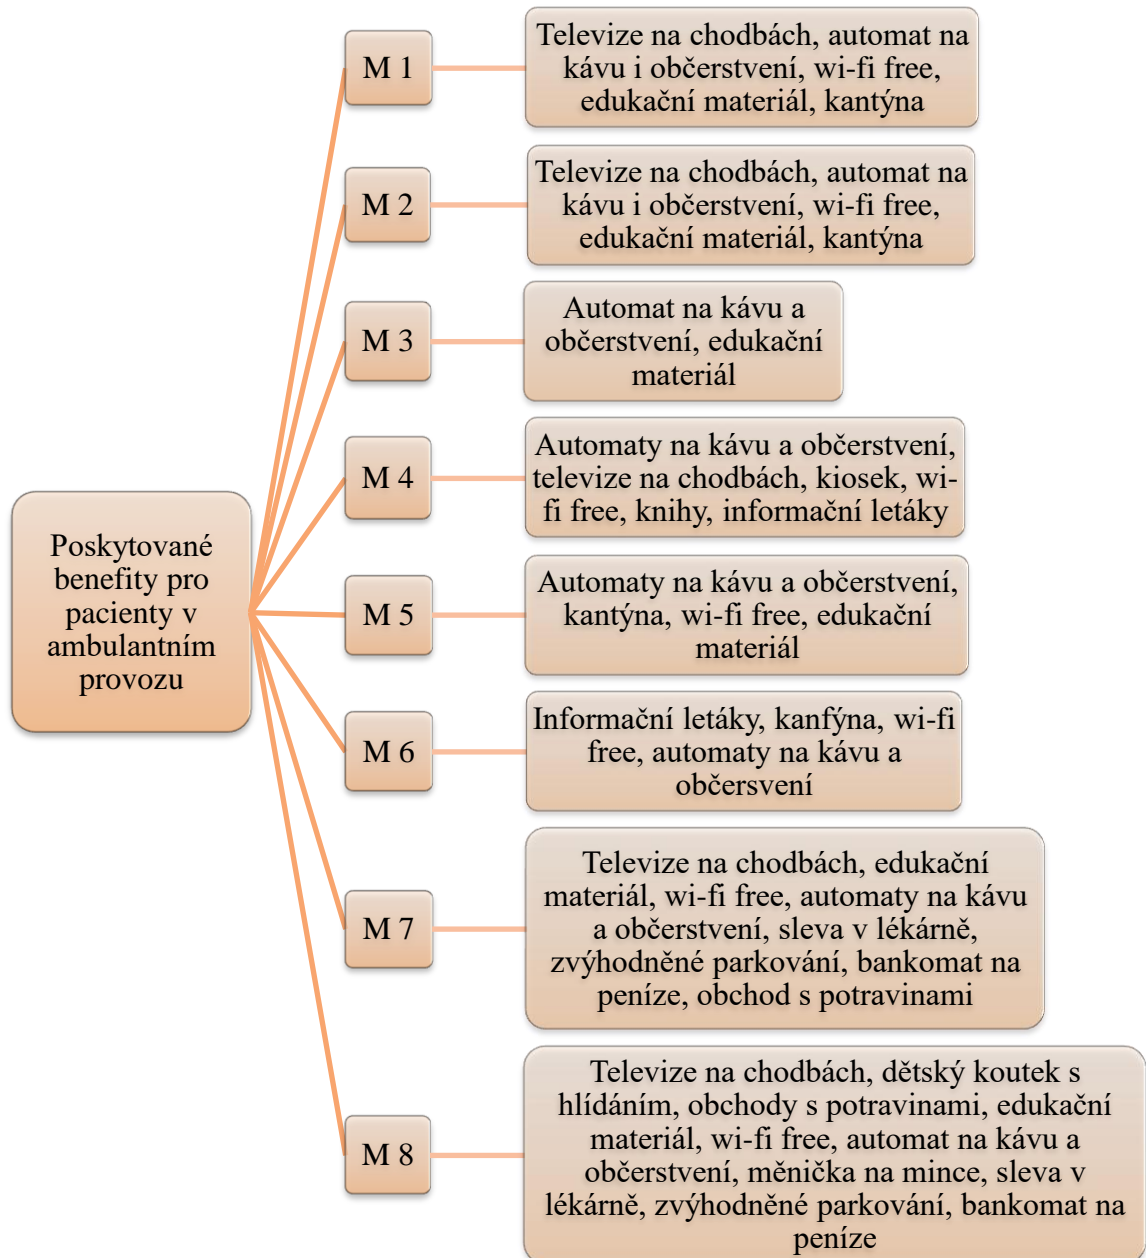 Poskytované
benefity pro
pacienty v
ambulantním
provozu
M 1
Televize na chodbách, automat na
kávu i občerstvení, wi-fi free,
edukační materiál, kantýna
M 2
Televize na chodbách, automat na
kávu i občerstvení, wi-fi free,
edukační materiál, kantýna
M 3
Automat na kávu a
občerstvení, edukační
materiál
M 4
Automaty na kávu a občerstvení,
televize na chodbách, kiosek, wi-
fi free, knihy, informační letáky
M 5
Automaty na kávu a občerstvení,
kantýna, wi-fi free, edukační
materiál
M 6
Informační letáky, kanfýna, wi-fi
free, automaty na kávu a
občersvení
M 7
Televize na chodbách, edukační
materiál, wi-fi free, automaty na kávu
a občerstvení, sleva v lékárně,
zvýhodněné parkování, bankomat na
peníze, obchod s potravinami
M 8
Televize na chodbách, dětský koutek s
hlídáním, obchody s potravinami, edukační
materiál, wi-fi free, automat na kávu a
občerstvení, měnička na mince, sleva v
lékárně, zvýhodněné parkování, bankomat na
peníze